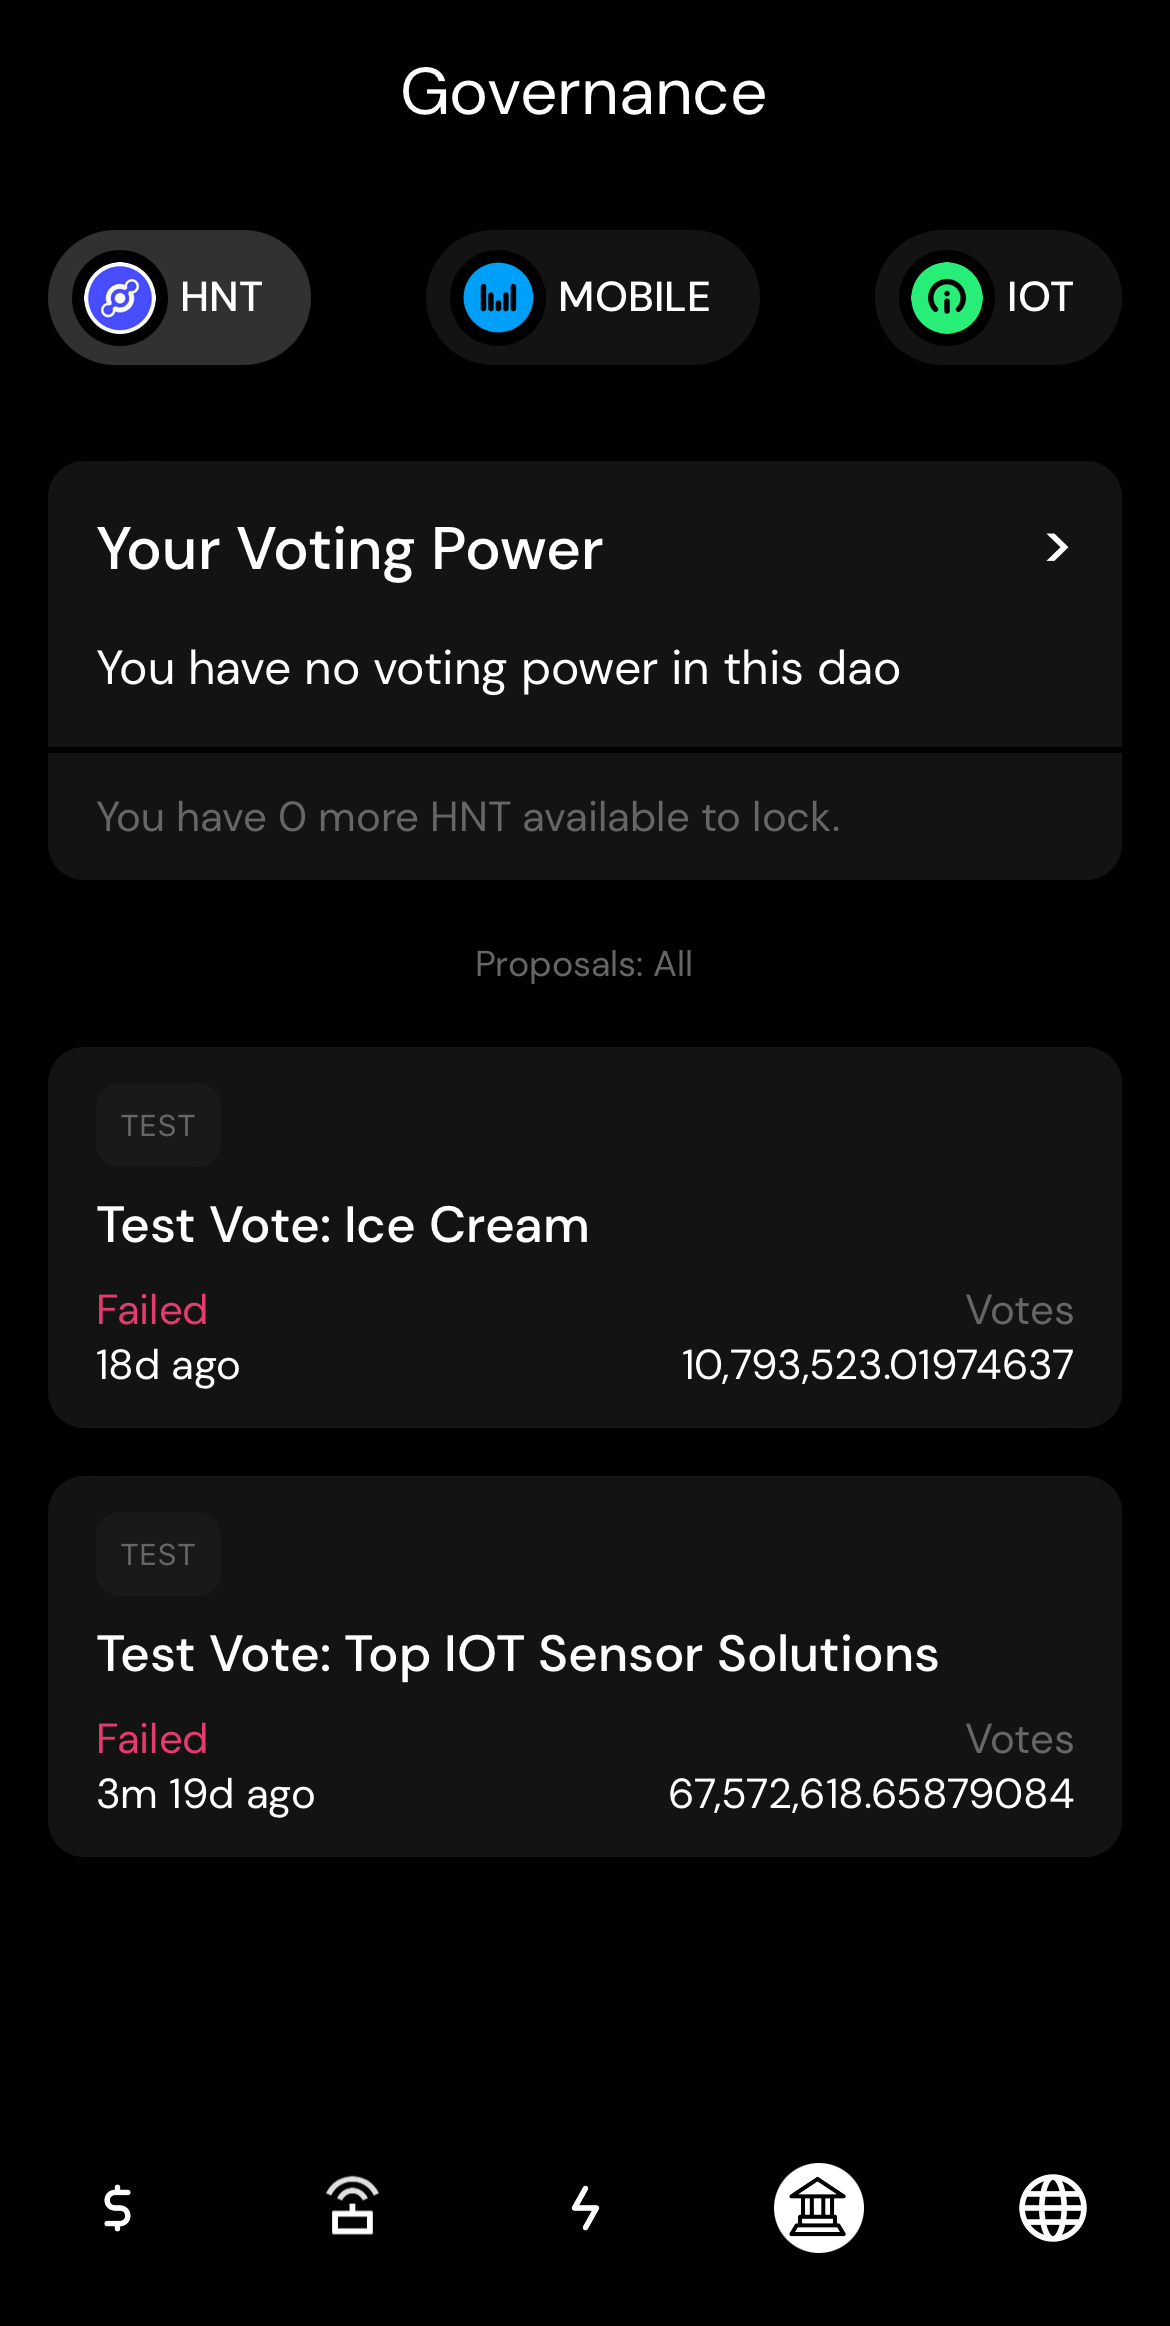 Governance
HNT
MOBILE
IOT
Your Voting Power
You have no voting power in this dao
You have 0 more HNT available to lock.
Proposals: All
TEST
Test Vote: Ice Cream
Failed
Votes
18d ago
10,793,523.01974637
TEST
Test Vote: Top IOT Sensor Solutions
Failed
Votes
3m 19d ago
67,572,618.65879084